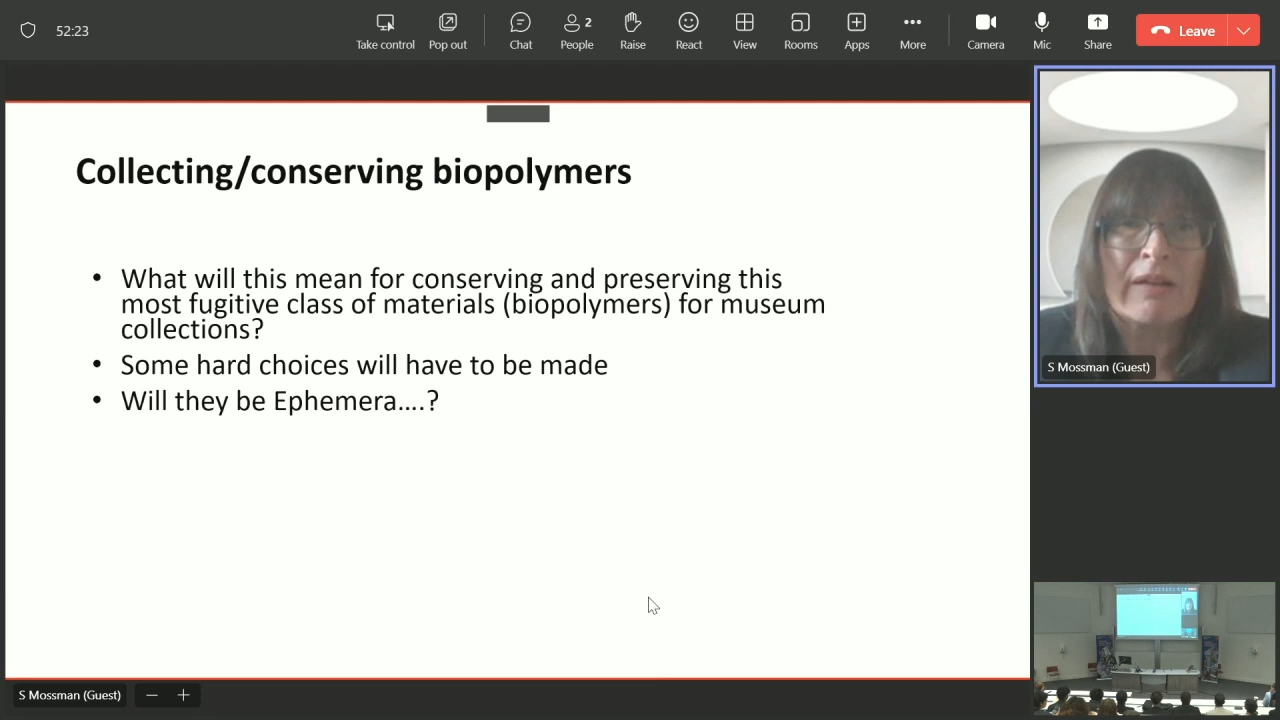 52:23
Take control
Pop out
Chat
People
2
Raise
React
View
Rooms
Apps
More
Camera
Mic
Share
Leave
Collecting/conserving biopolymers
• What will this mean for conserving and preserving this
most fugitive class of materials (biopolymers) for museum
collections?
• Some hard choices will have to be made
• Will they be Ephemera….?
S Mossman (Guest)
S Mossman (Guest)